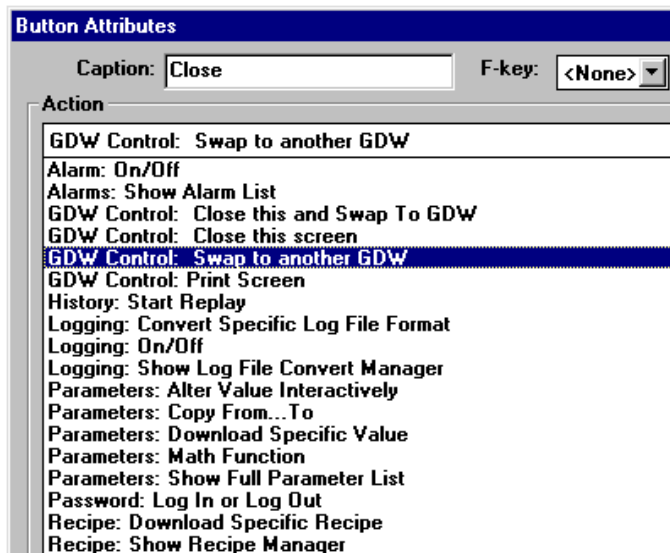 Button Attributes
Caption: Close F-key: <None>
Action
GDW Control: Swap to another GDW
Alarm: On/Off
Alarms: Show Alarm List
GDW Control: Close this and Swap To GDW
GDW Control: Close this screen
GDW Control: Swap to another GDW
GDW Control: Print Screen
History: Start Replay
Logging: Convert Specific Log File Format
Logging: On/Off
Logging: Show Log File Convert Manager
Parameters: Alter Value Interactively
Parameters: Copy From...To
Parameters: Download Specific Value
Parameters: Math Function
Parameters: Show Full Parameter List
Password: Log In or Log Out
Recipe: Download Specific Recipe
Recipe: Show Recipe Manager